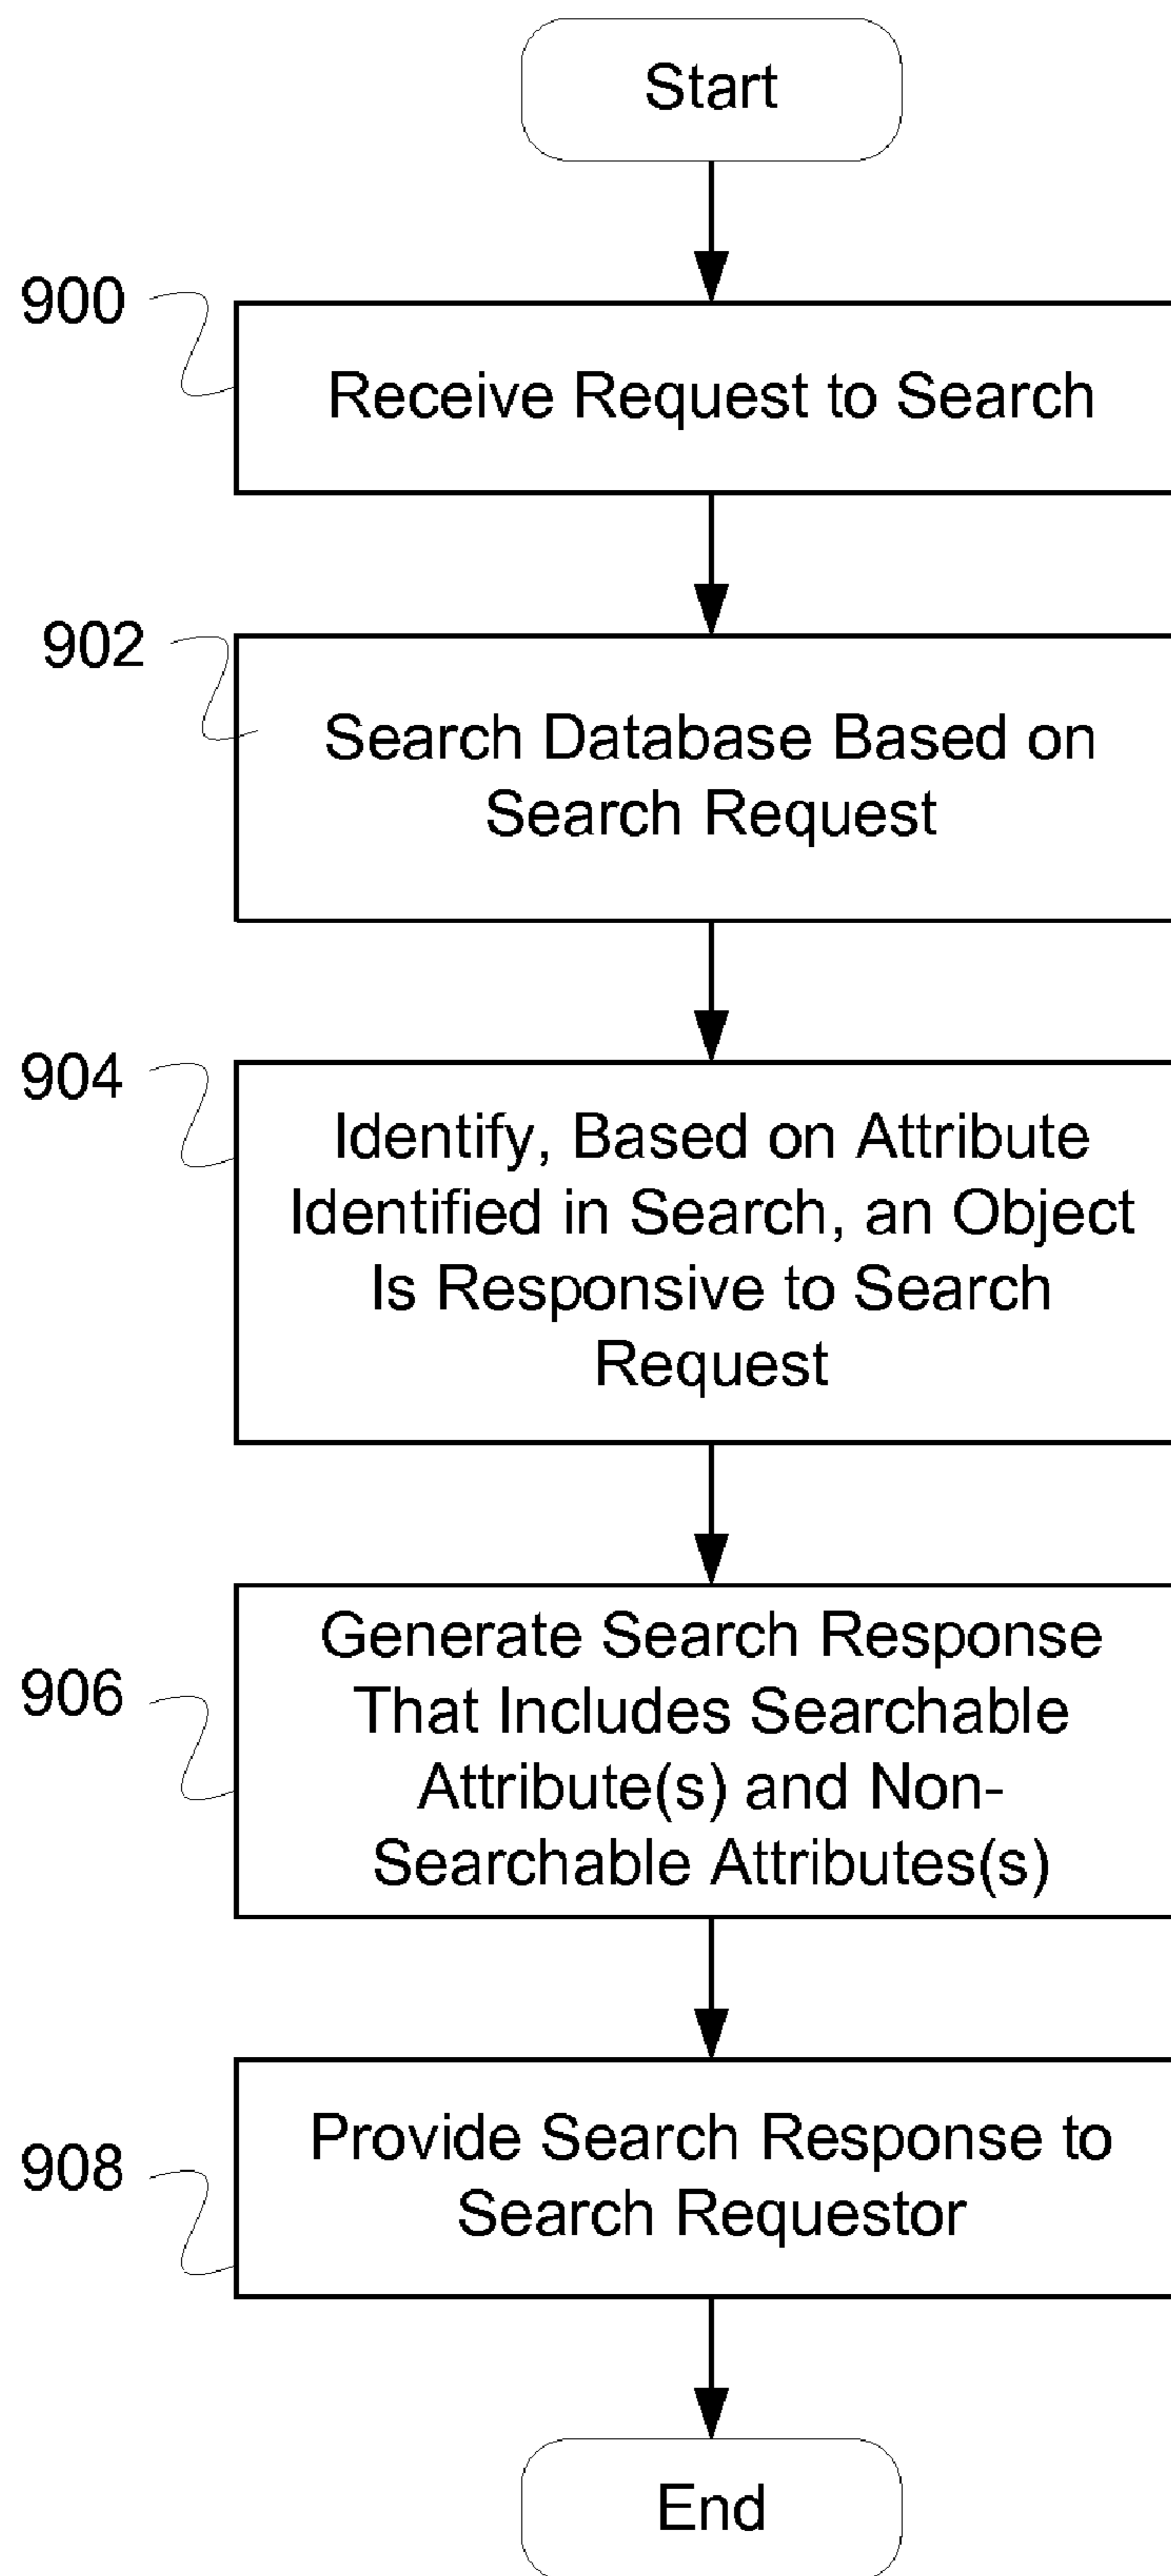 Start
900
Receive Request to Search
902
Search Database Based on
Search Request
904
Identify, Based on Attribute
Identified in Search, an Object
Is Responsive to Search
Request
906
Generate Search Response
That Includes Searchable
Attribute(s) and Non-
Searchable Attributes(s)
908
Provide Search Response to
Search Requestor
End